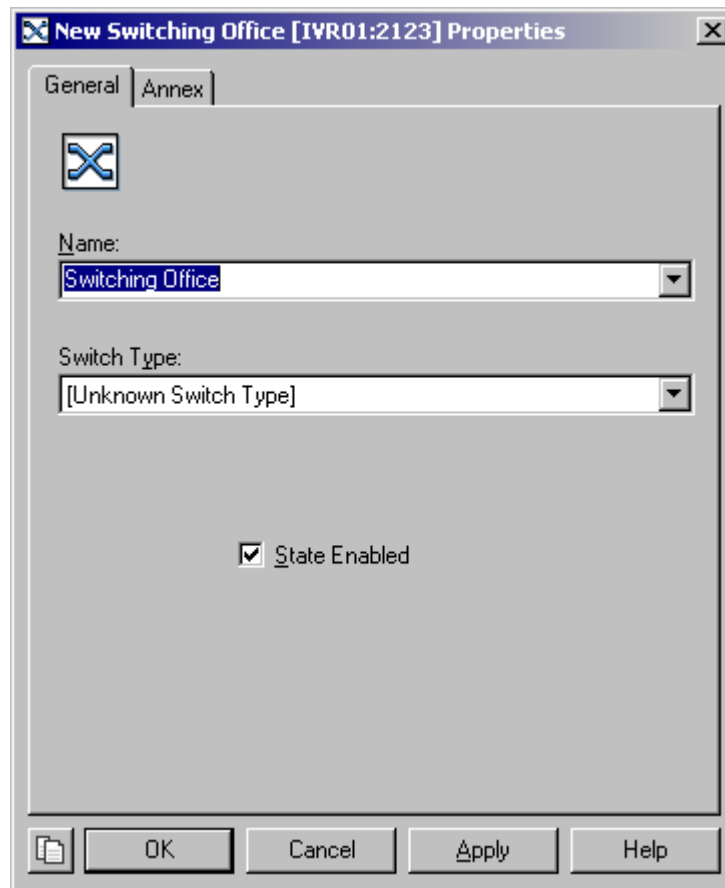 New Switching Office [IVR01:2123] Properties
General Annex
Name:
Switching Office
Switch Type:
[Unknown Switch Type]
State Enabled
OK Cancel Apply Help